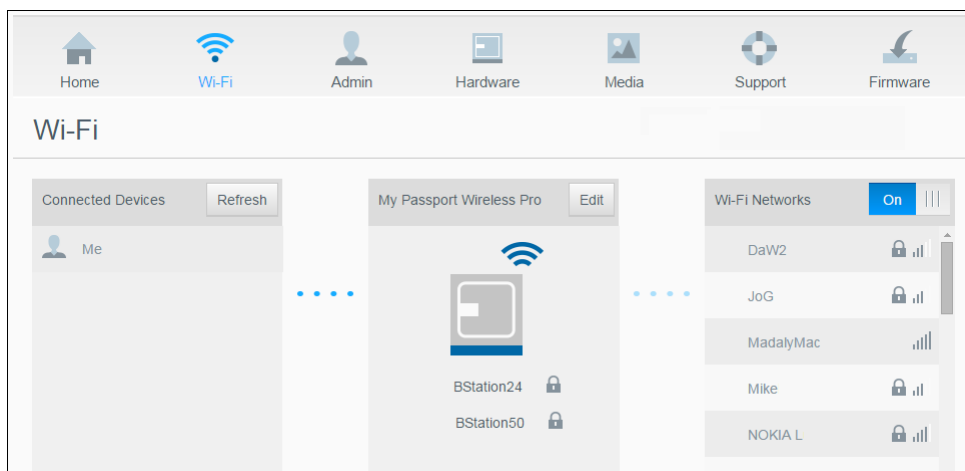 Home
Wi-Fi
Admin
Hardware
Media
Support
Firmware
Wi-Fi
Connected Devices
Refresh
Me
My Passport Wireless Pro
Edit
BStation24
BStation50
Wi-Fi Networks
On
DaW2
JoG
MadalyMac
Mike
NOKIA L